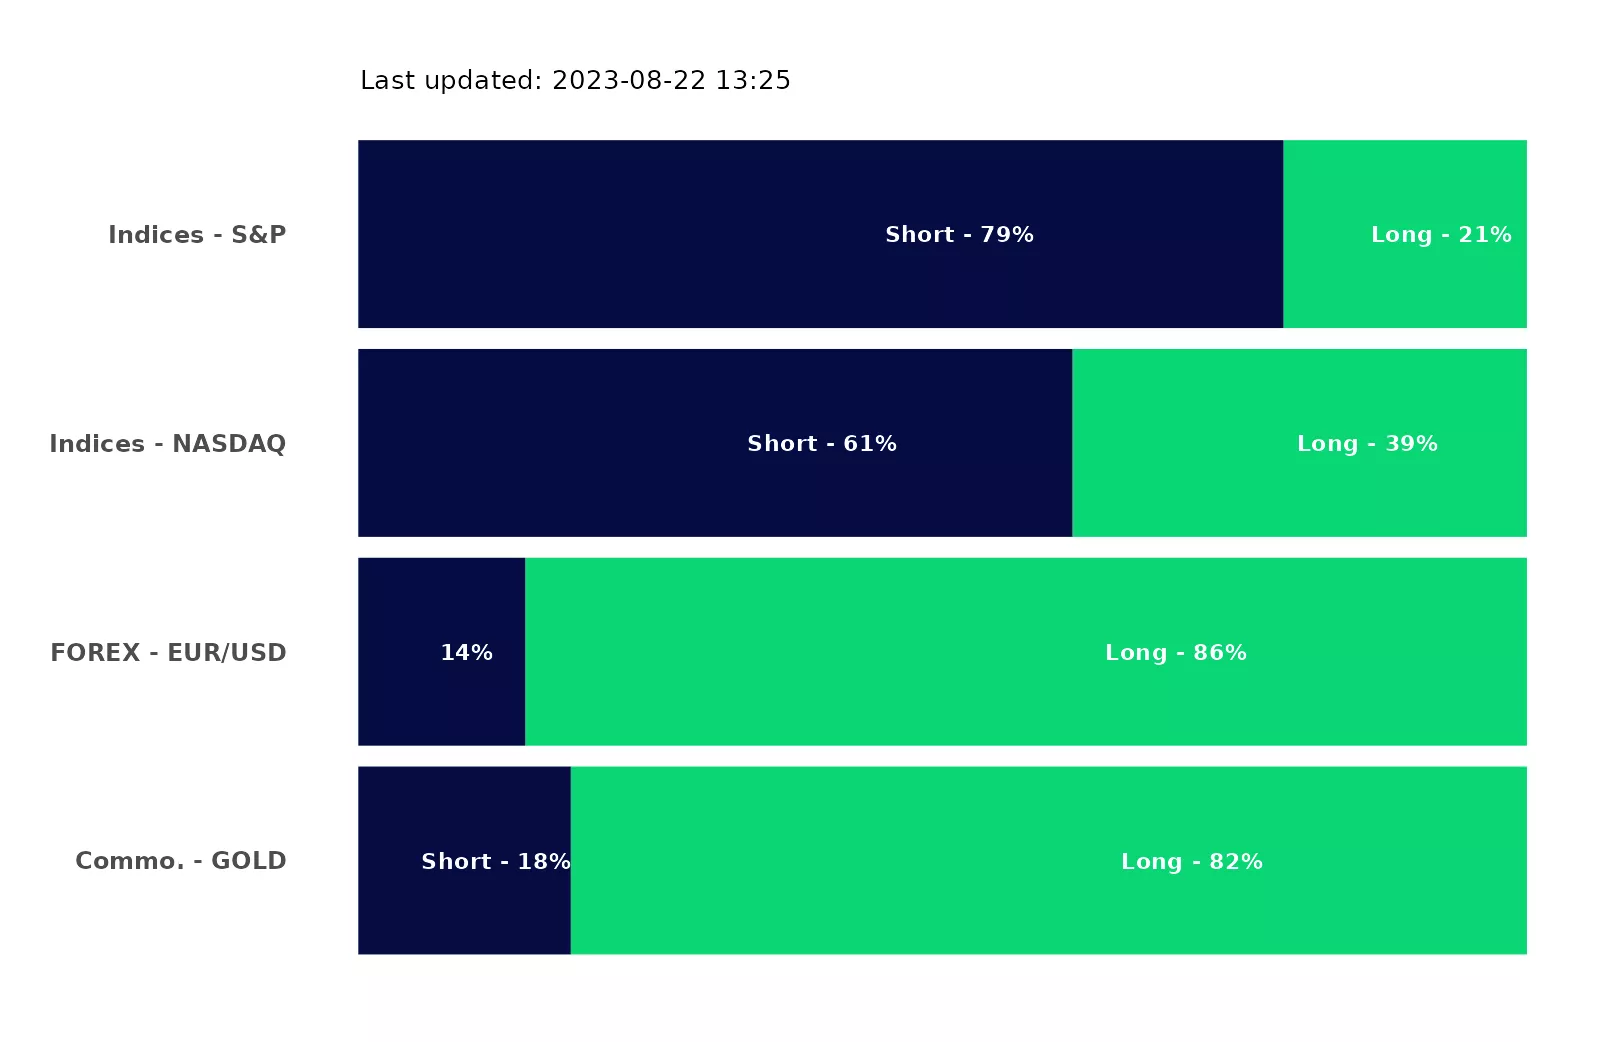 Last updated: 2023-08-22 13:25
Indices - S&P Short - 79% Long - 21%
Indices - NASDAQ Short - 61% Long - 39%
FOREX - EUR/USD 14% Long - 86%
Commo. - GOLD Short - 18% Long - 82%